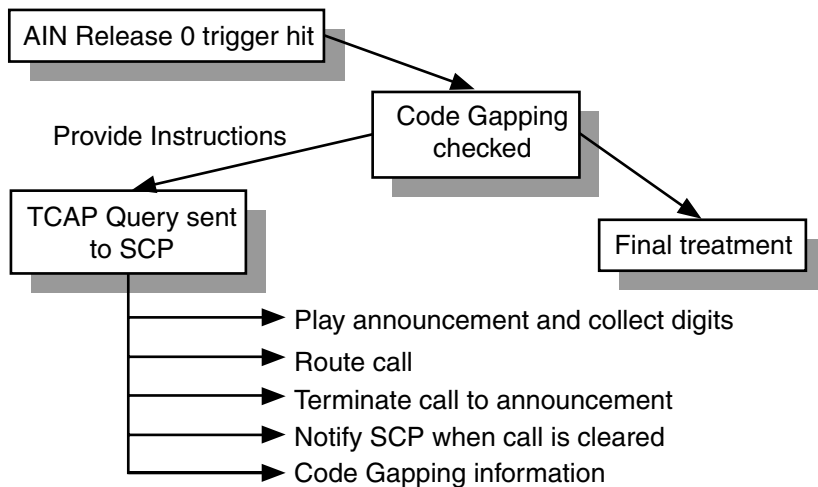 AIN Release 0 trigger hit
Code Gapping
checked
Provide Instructions
TCAP Query sent
to SCP
Final treatment
Play announcement and collect digits
Route call
Terminate call to announcement
Notify SCP when call is cleared
Code Gapping information